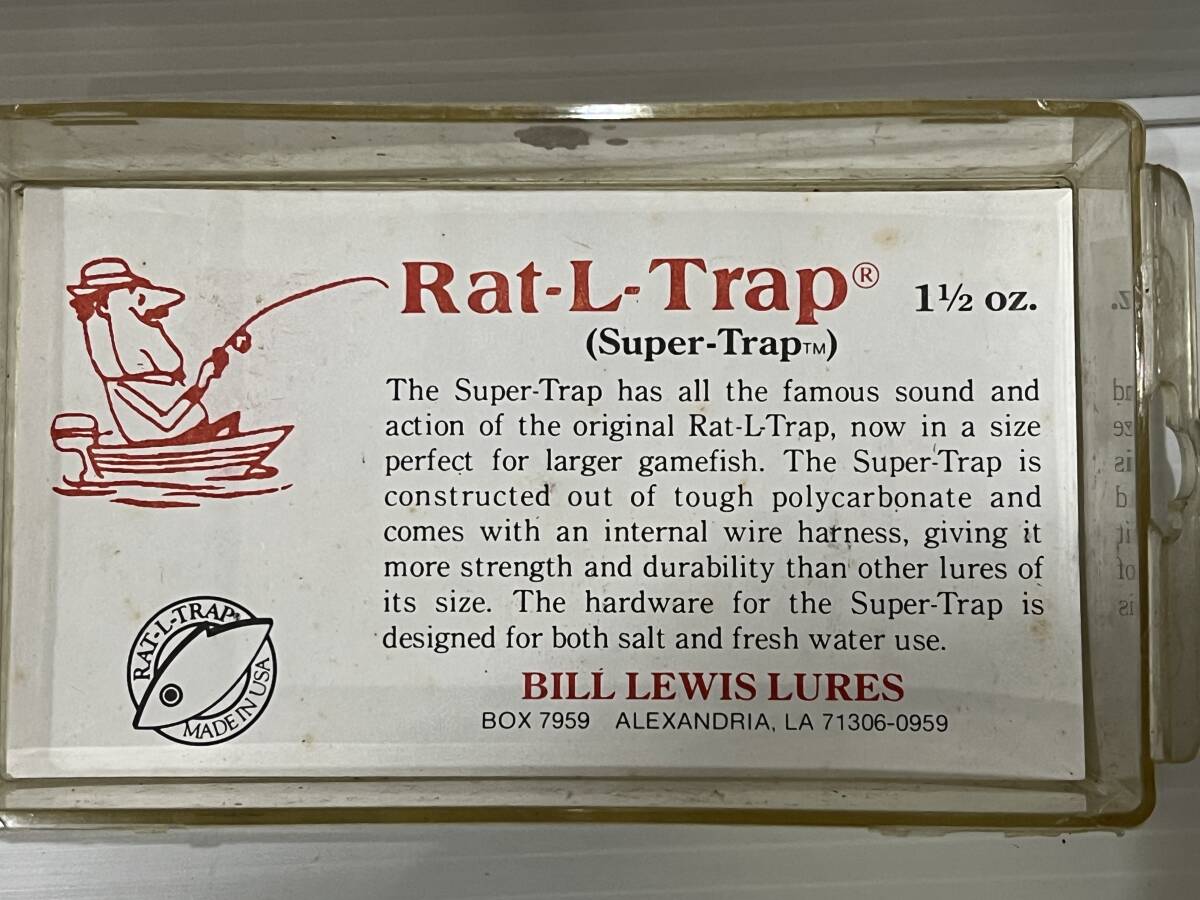 Rat-L-Trap® 1½ oz.
(Super-Trap™)
The Super-Trap has all the famous sound and
action of the original Rat-L-Trap, now in a size
perfect for larger gamefish. The Super-Trap is
constructed out of tough polycarbonate and
comes with an internal wire harness, giving it
more strength and durability than other lures of
its size. The hardware for the Super-Trap is
designed for both salt and fresh water use.
BILL LEWIS LURES
BOX 7959 ALEXANDRIA, LA 71306-0959
RAT-L-TRAP®
MADE IN USA